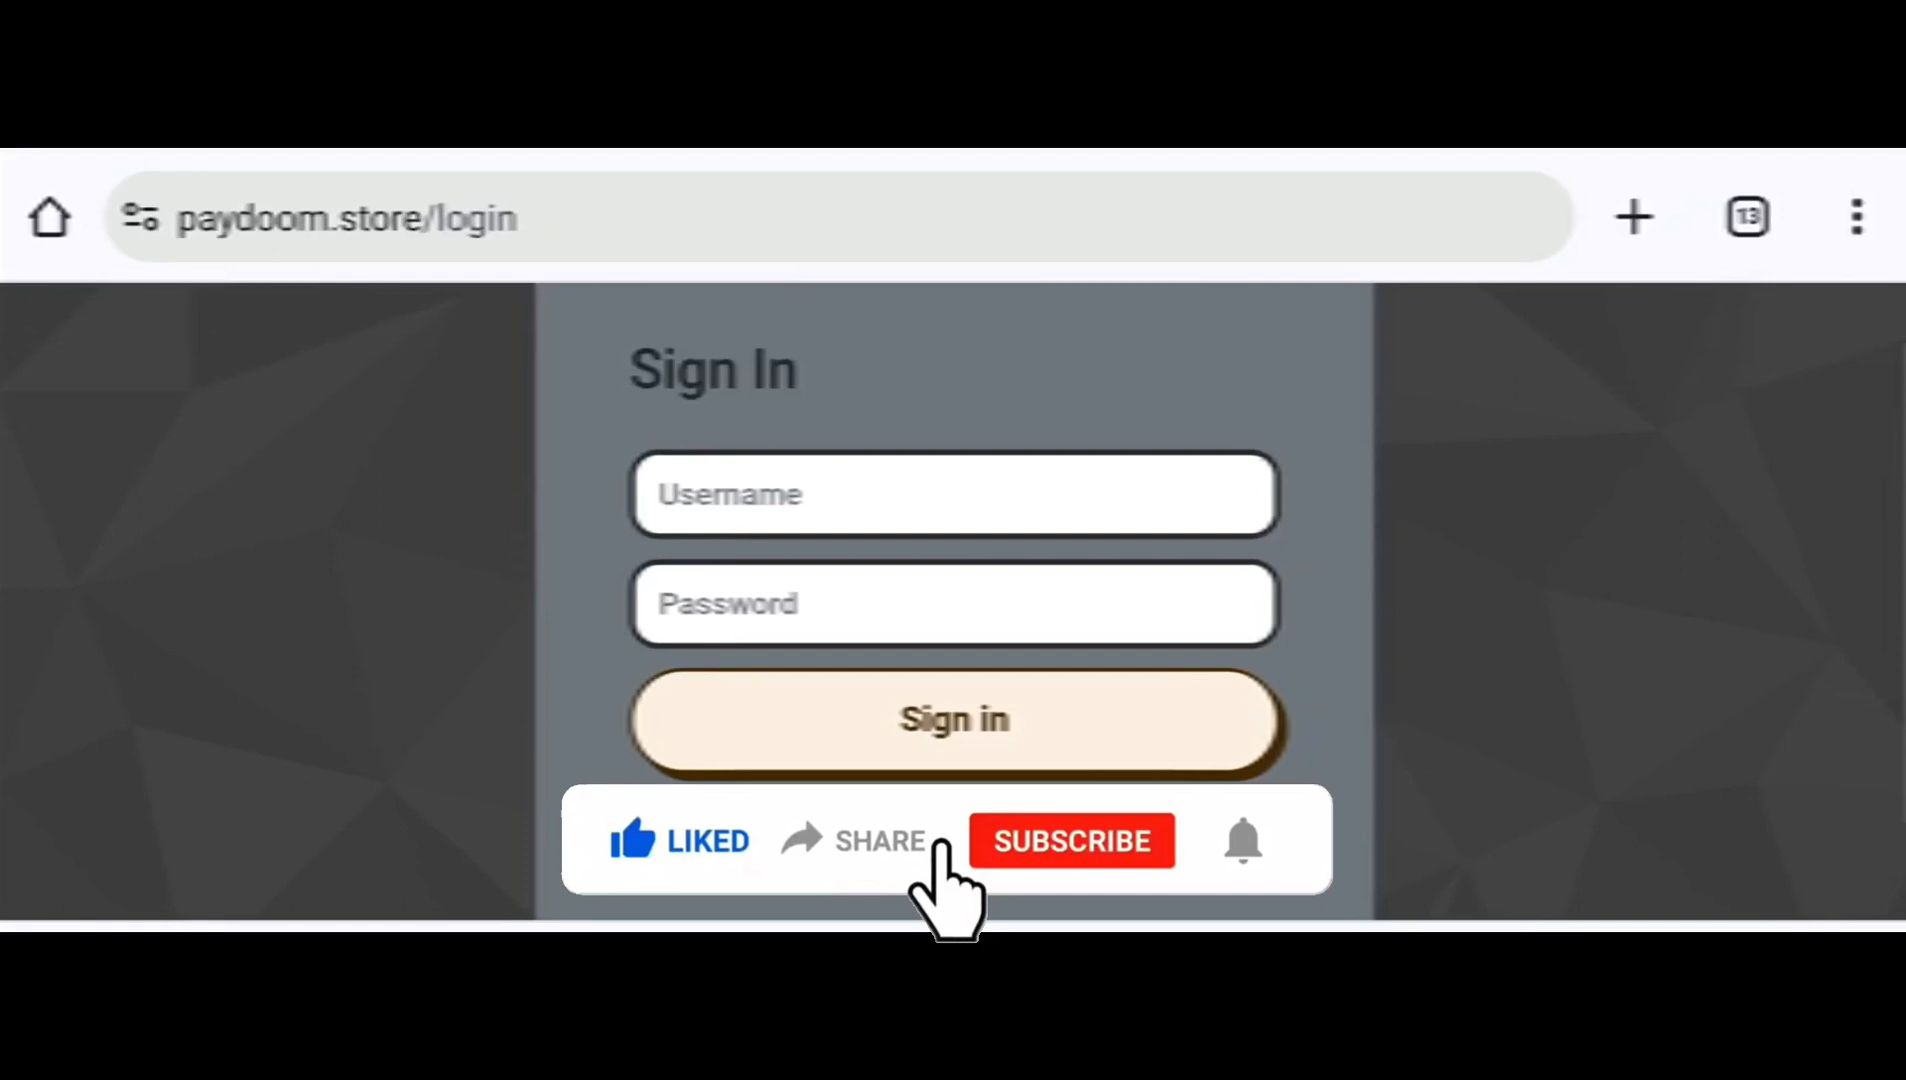 paydoom.store/login
13
Sign In
Username
Password
Sign in
LIKED SHARE SUBSCRIBE